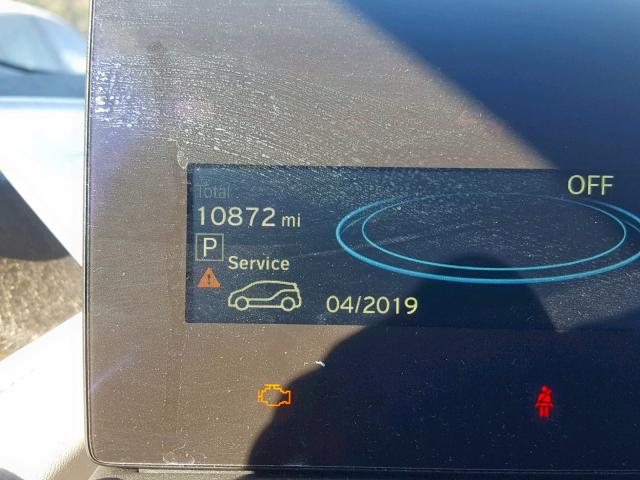 Total
OFF
10872 mi
P
Service
04/2019